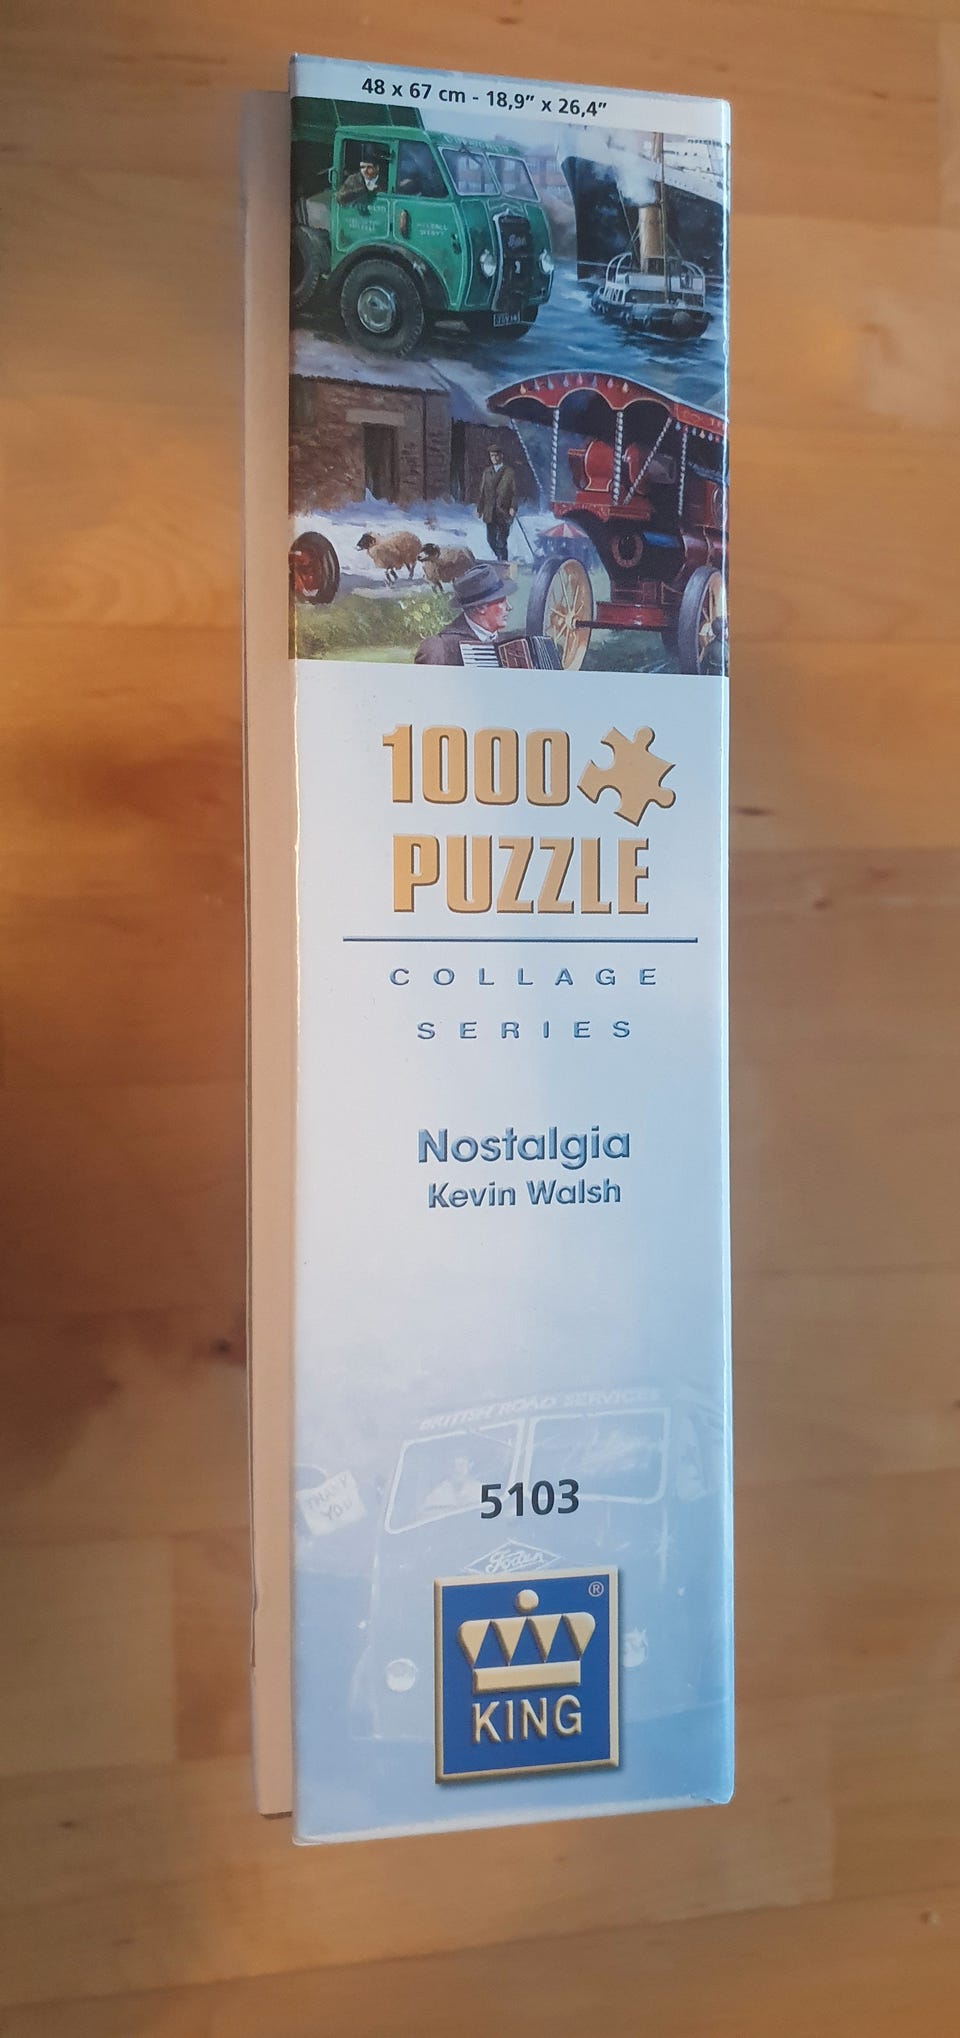 48 x 67 cm - 18,9” x 26,4”
1000
PUZZLE
COLLAGE
SERIES
Nostalgia
Kevin Walsh
BRITISH ROAD SERVICES
THANK
YOU
5103
Foden
®
KING